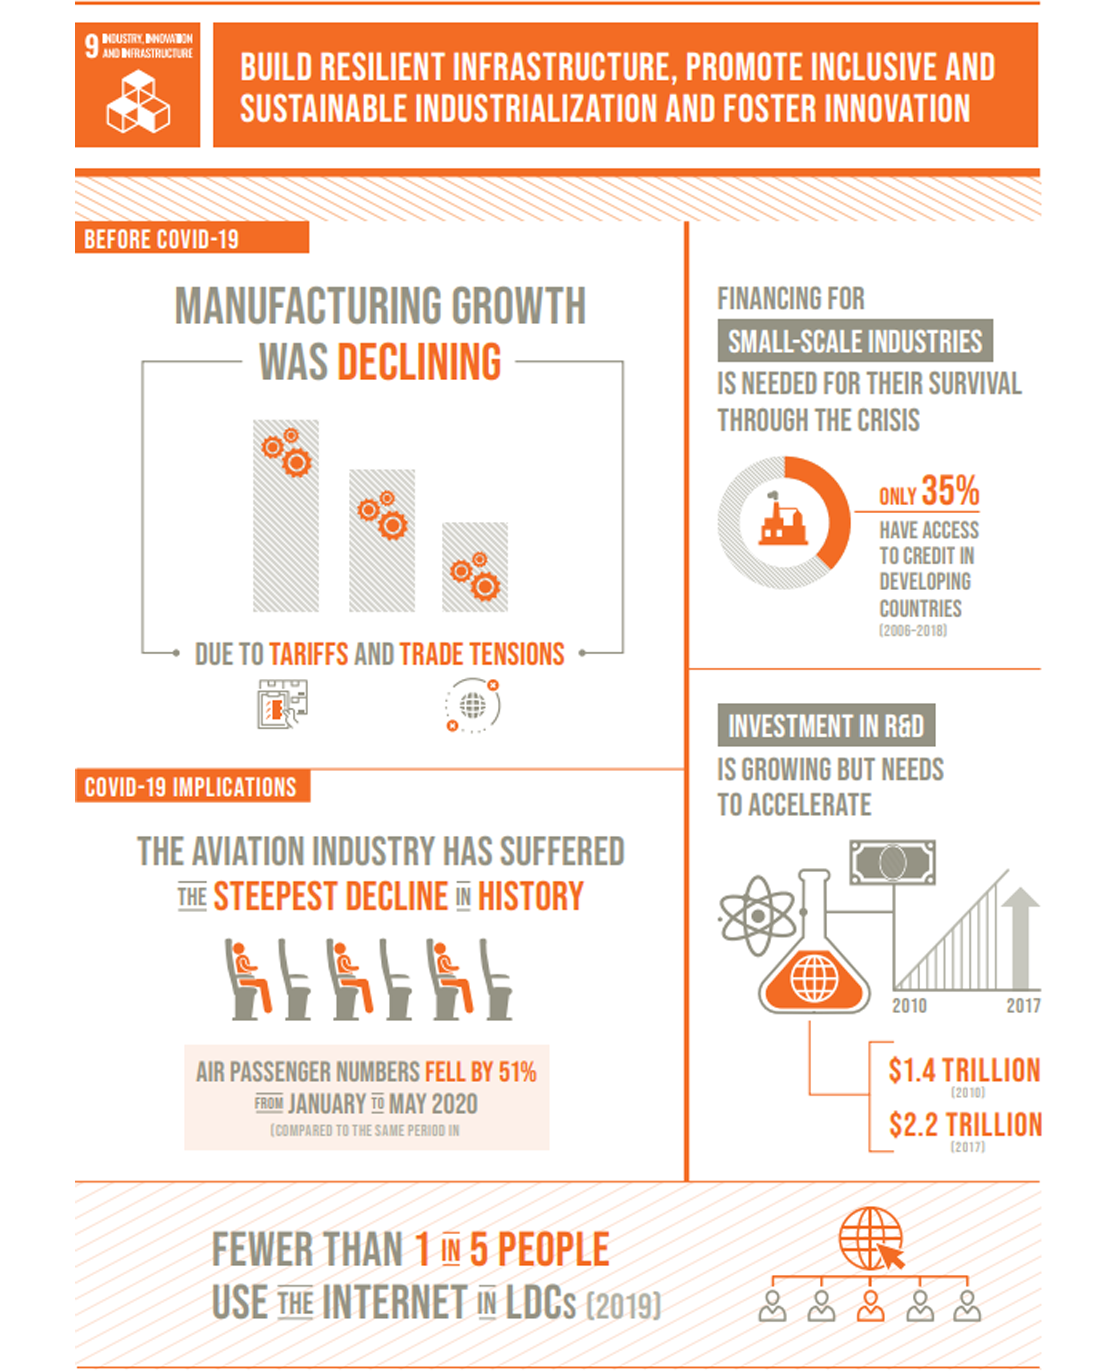 9 INDUSTRY, INNOVATION
AND INFRASTRUCTURE
BUILD RESILIENT INFRASTRUCTURE, PROMOTE INCLUSIVE AND
SUSTAINABLE INDUSTRIALIZATION AND FOSTER INNOVATION
BEFORE COVID-19
MANUFACTURING GROWTH
WAS DECLINING
DUE TO TARIFFS AND TRADE TENSIONS
FINANCING FOR
SMALL-SCALE INDUSTRIES
IS NEEDED FOR THEIR SURVIVAL
THROUGH THE CRISIS
ONLY 35%
HAVE ACCESS
TO CREDIT IN
DEVELOPING
COUNTRIES
(2006-2018)
INVESTMENT IN R&D
IS GROWING BUT NEEDS
TO ACCELERATE
2010 2017
$1.4 TRILLION
(2010)
$2.2 TRILLION
(2017)
COVID-19 IMPLICATIONS
THE AVIATION INDUSTRY HAS SUFFERED
THE STEEPEST DECLINE IN HISTORY
AIR PASSENGER NUMBERS FELL BY 51%
FROM JANUARY TO MAY 2020
(COMPARED TO THE SAME PERIOD IN
FEWER THAN 1 IN 5 PEOPLE
USE THE INTERNET IN LDCs (2019)